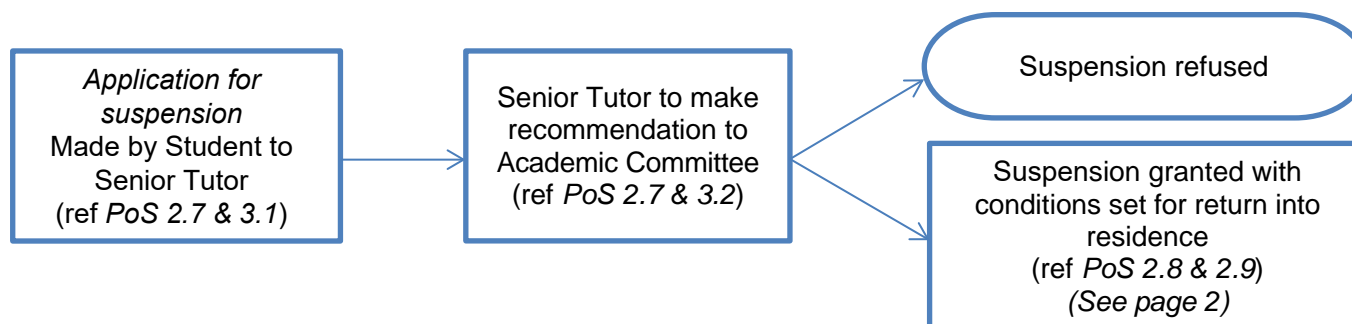 Application for
suspension
Made by Student to
Senior Tutor
(ref PoS 2.7 & 3.1)
Senior Tutor to make
recommendation to
Academic Committee
(ref PoS 2.7 & 3.2)
Suspension refused
Suspension granted with
conditions set for return into
residence
(ref PoS 2.8 & 2.9)
(See page 2)